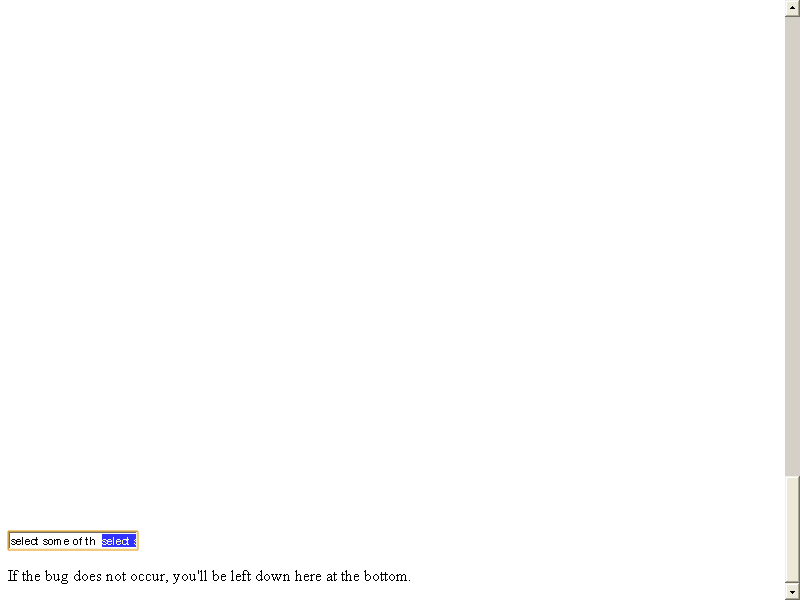 select some of th select s
If the bug does not occur, you'll be left down here at the bottom.